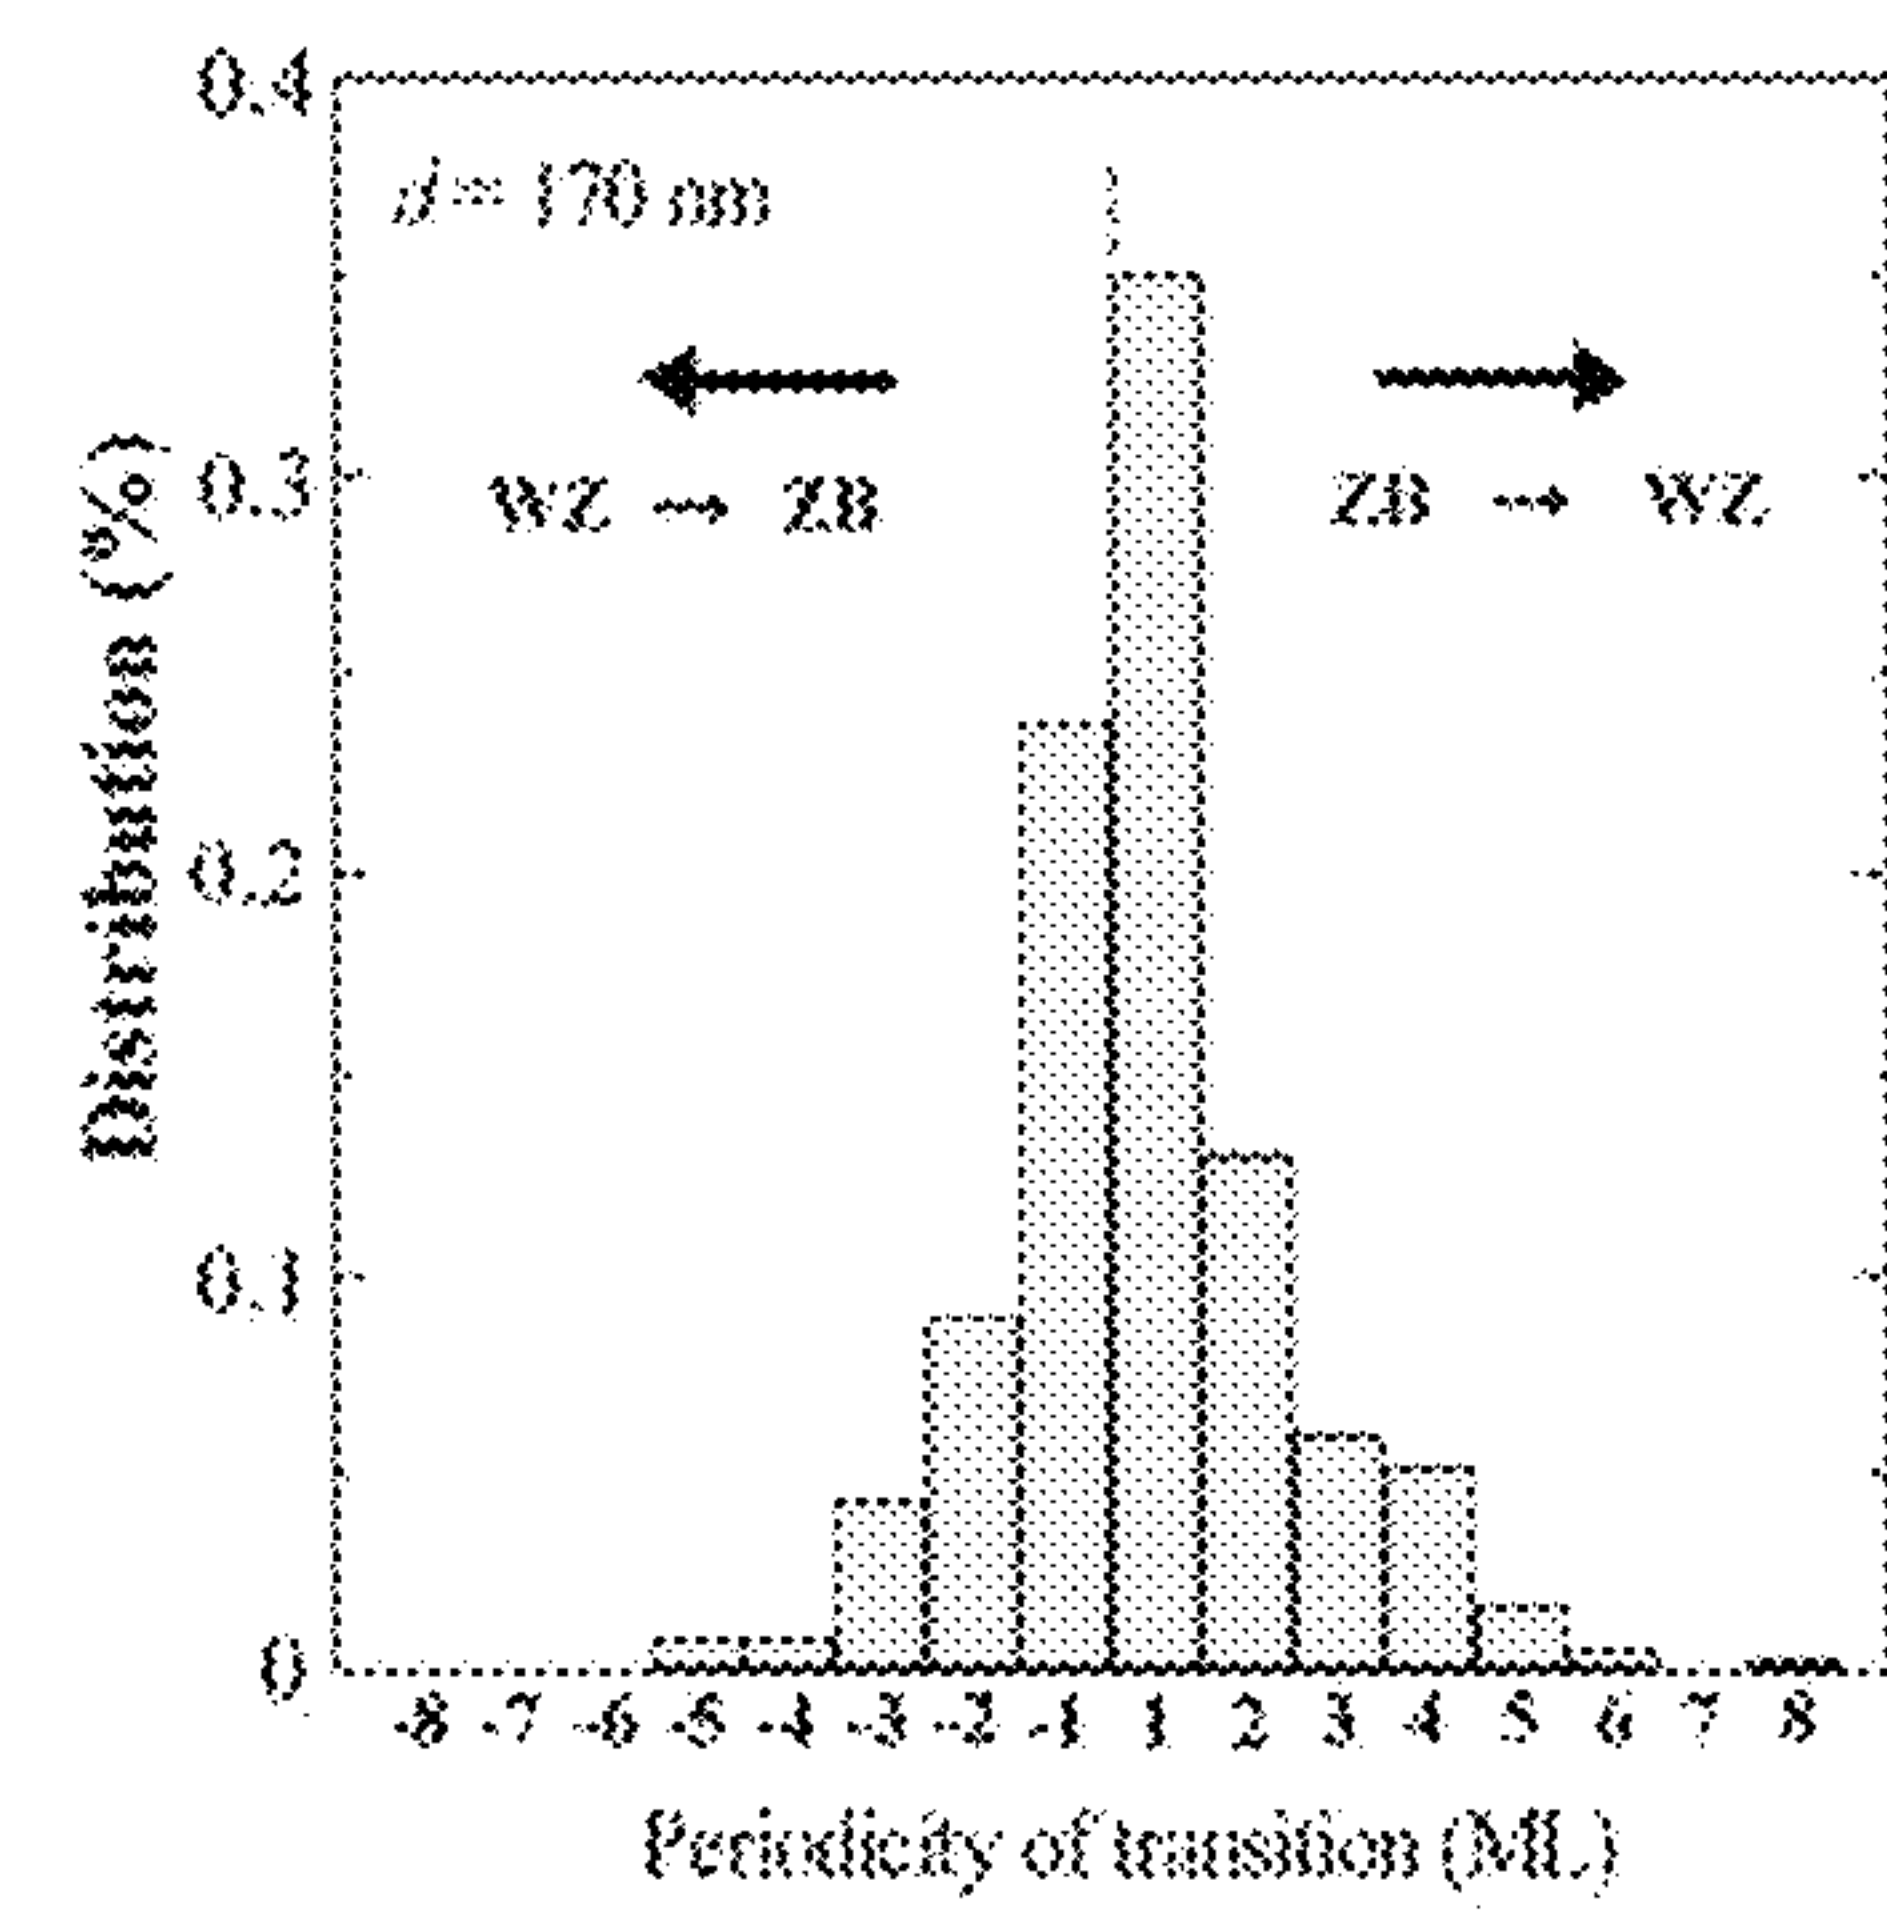 0.4
d = 170 nm
0.3
WZ → ZB
ZB → WZ
0.2
0.1
0
Distribution (%)
-8 -7 -6 -5 -4 -3 -2 -1 1 2 3 4 5 6 7 8
Periodicity of transition (ML)